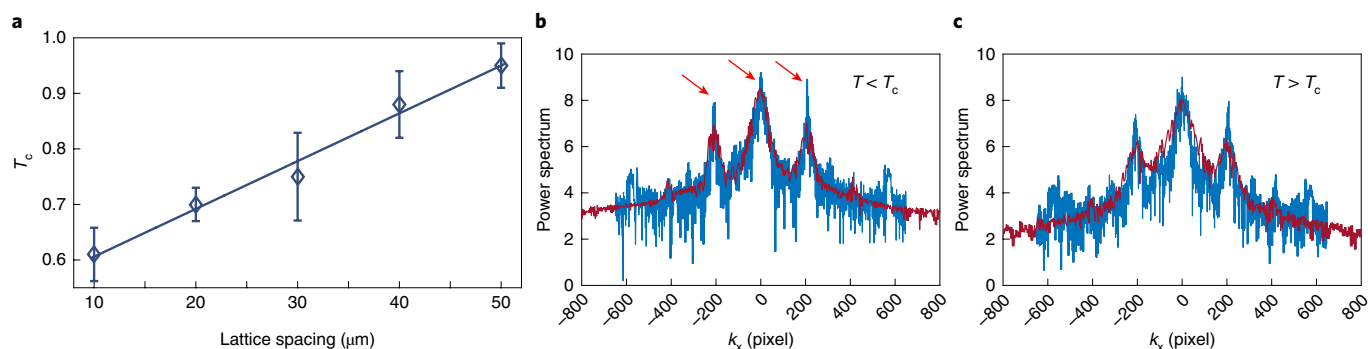 a
1.0
0.9
0.8
0.7
0.6
T_c
10 20 30 40 50
Lattice spacing (µm)
b
10
8
6
4
2
0
Power spectrum
T < T_c
–800 –600 –400 –200 0 200 400 600 800
k_x (pixel)
c
10
8
6
4
2
0
Power spectrum
T > T_c
–800 –600 –400 –200 0 200 400 600 800
k_x (pixel)